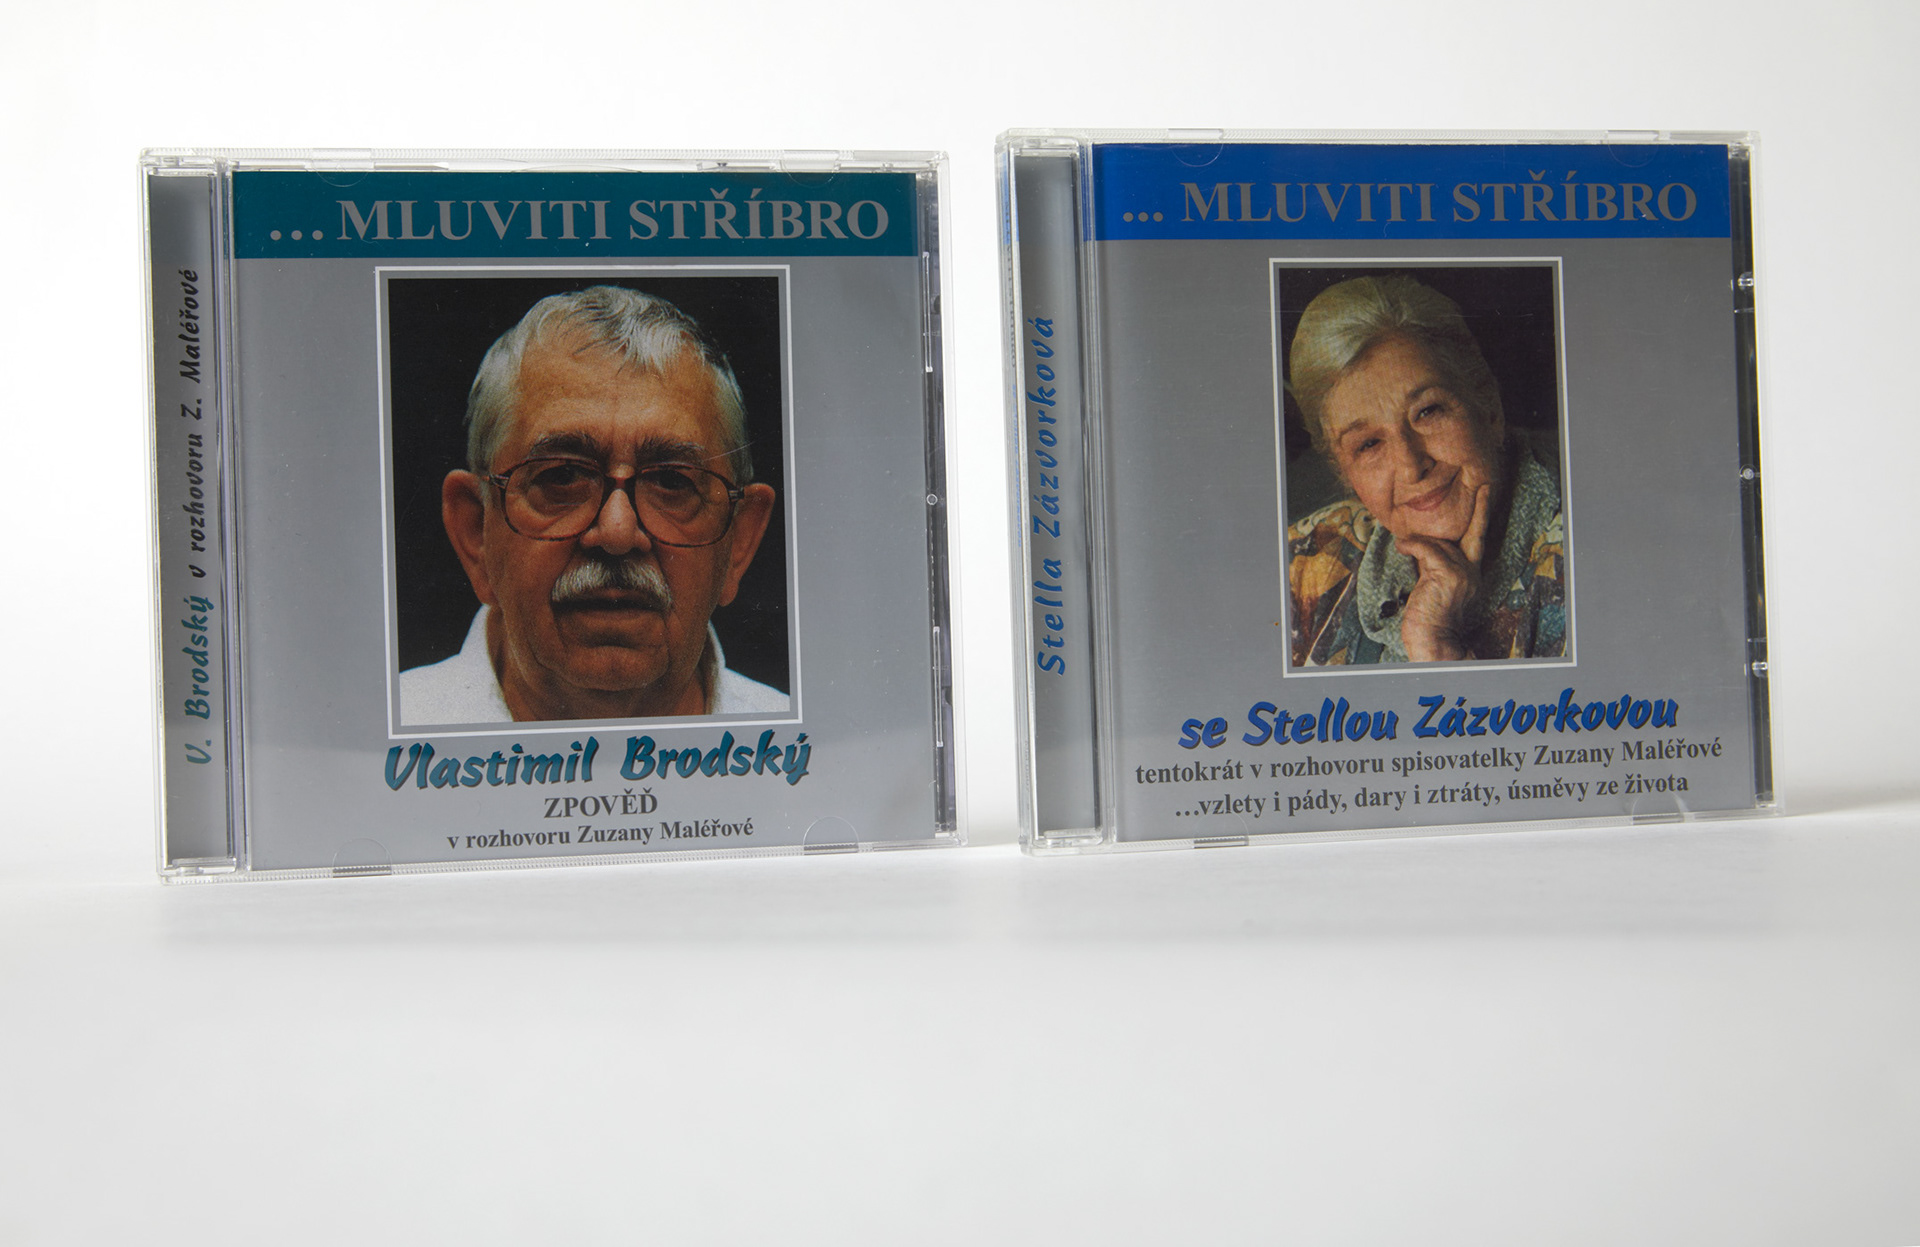 V. Brodský v rozhovoru Z. Maléřové
...MLUVITI STŘÍBRO
Vlastimil Brodský
ZPOVĚĎ
v rozhovoru Zuzany Maléřové
Stella Zázvorková
... MLUVITI STŘÍBRO
se Stellou Zázvorkovou
tentokrát v rozhovoru spisovatelky Zuzany Maléřové
...vzlety i pády, dary i ztráty, úsměvy ze života